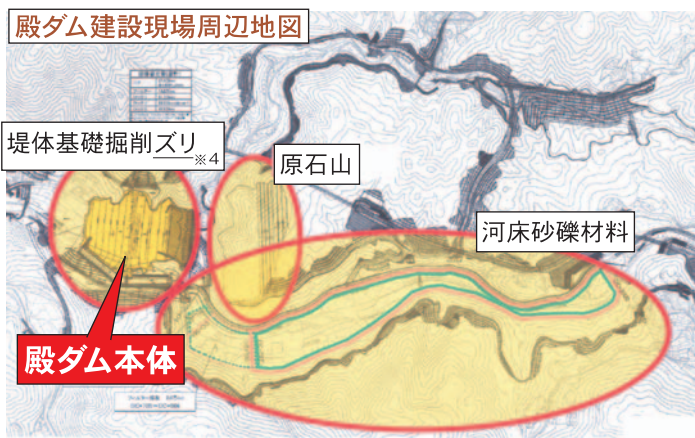 殿ダム建設現場周辺地図
堤体基礎掘削ズリ
※4
原石山
河床砂礫材料
殿ダム本体